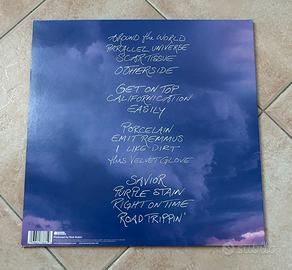 AROUND the WORLD
PARALLEL UNIVERSE
SCAR TISSUE
OTHERSIDE
GET ON TOP
CALIFORNICATION
EASILY
PORCELAIN
EMIT REMMUS
I LIKE DIRT
this VELVET GLOVE
SAVIOR
PURPLE STAIN
RIGHT ON TIME
ROAD TRIPPIN'
subito